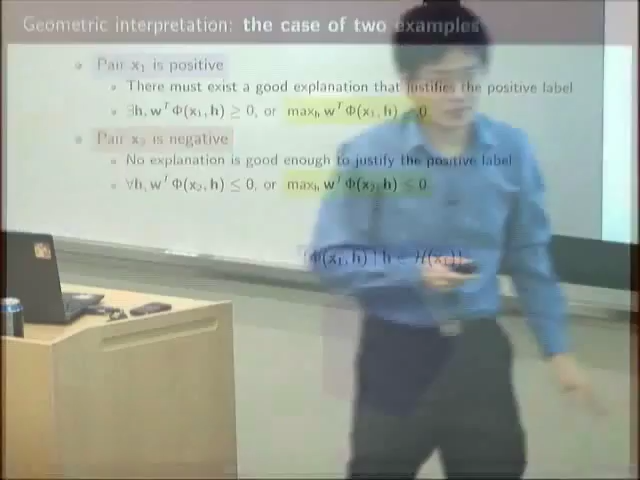 Geometric interpretation: the case of two examples
Pair x₁ is positive
There must exist a good explanation that justifies the positive label
∃h, wᵀΦ(x₁, h) ≥ 0, or maxₕ wᵀΦ(x₁, h) ≥ 0
Pair x₂ is negative
No explanation is good enough to justify the positive label
∀h, wᵀΦ(x₂, h) ≤ 0, or maxₕ wᵀΦ(x₂, h) ≤ 0
{Φ(x₁, h) | h ∈ H(x₁)}